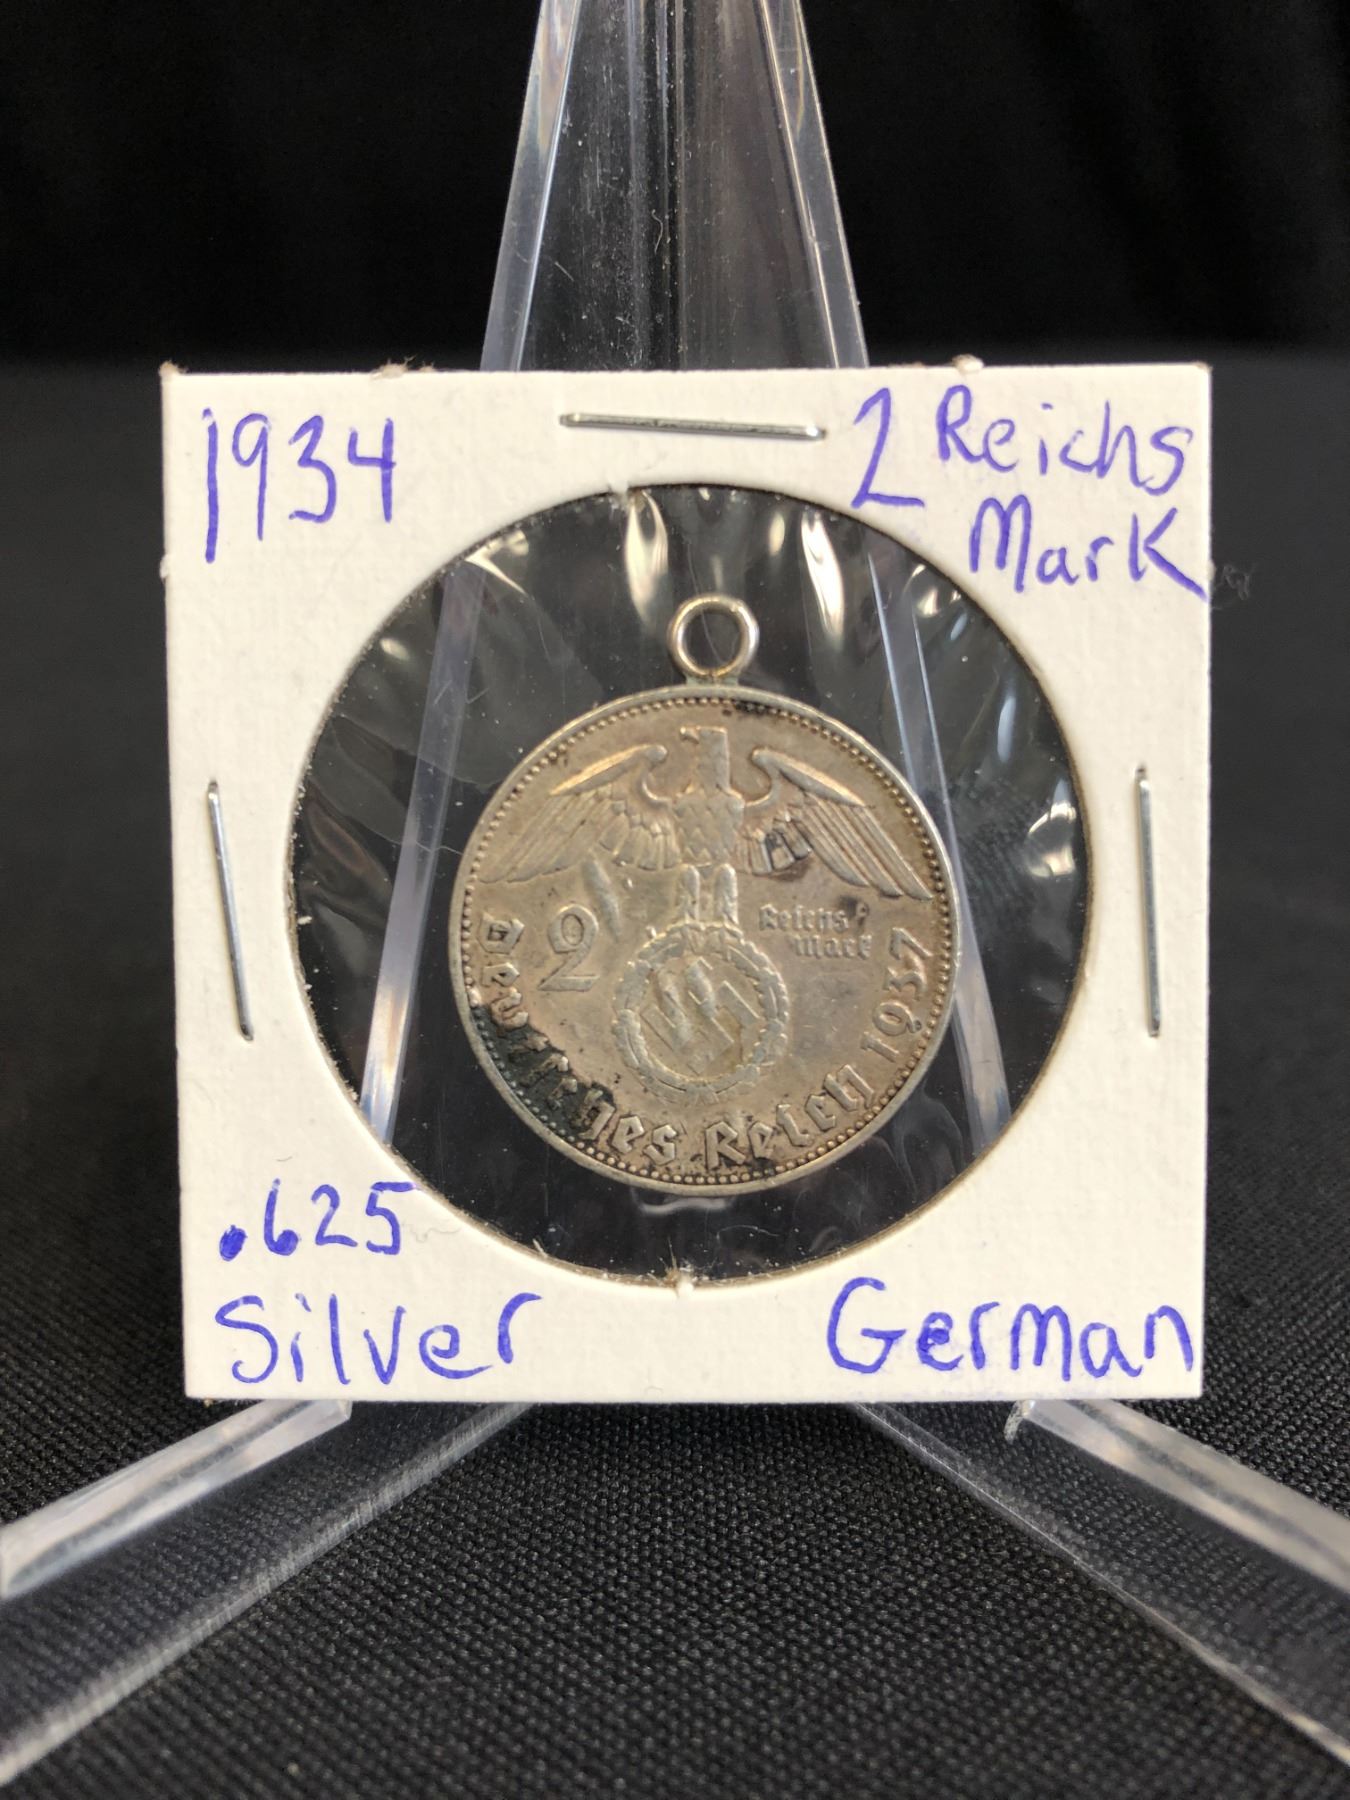 1934
2 Reichs
Mark
2
Reichs
mark
Deutsches Reich 1937
.625
Silver
German